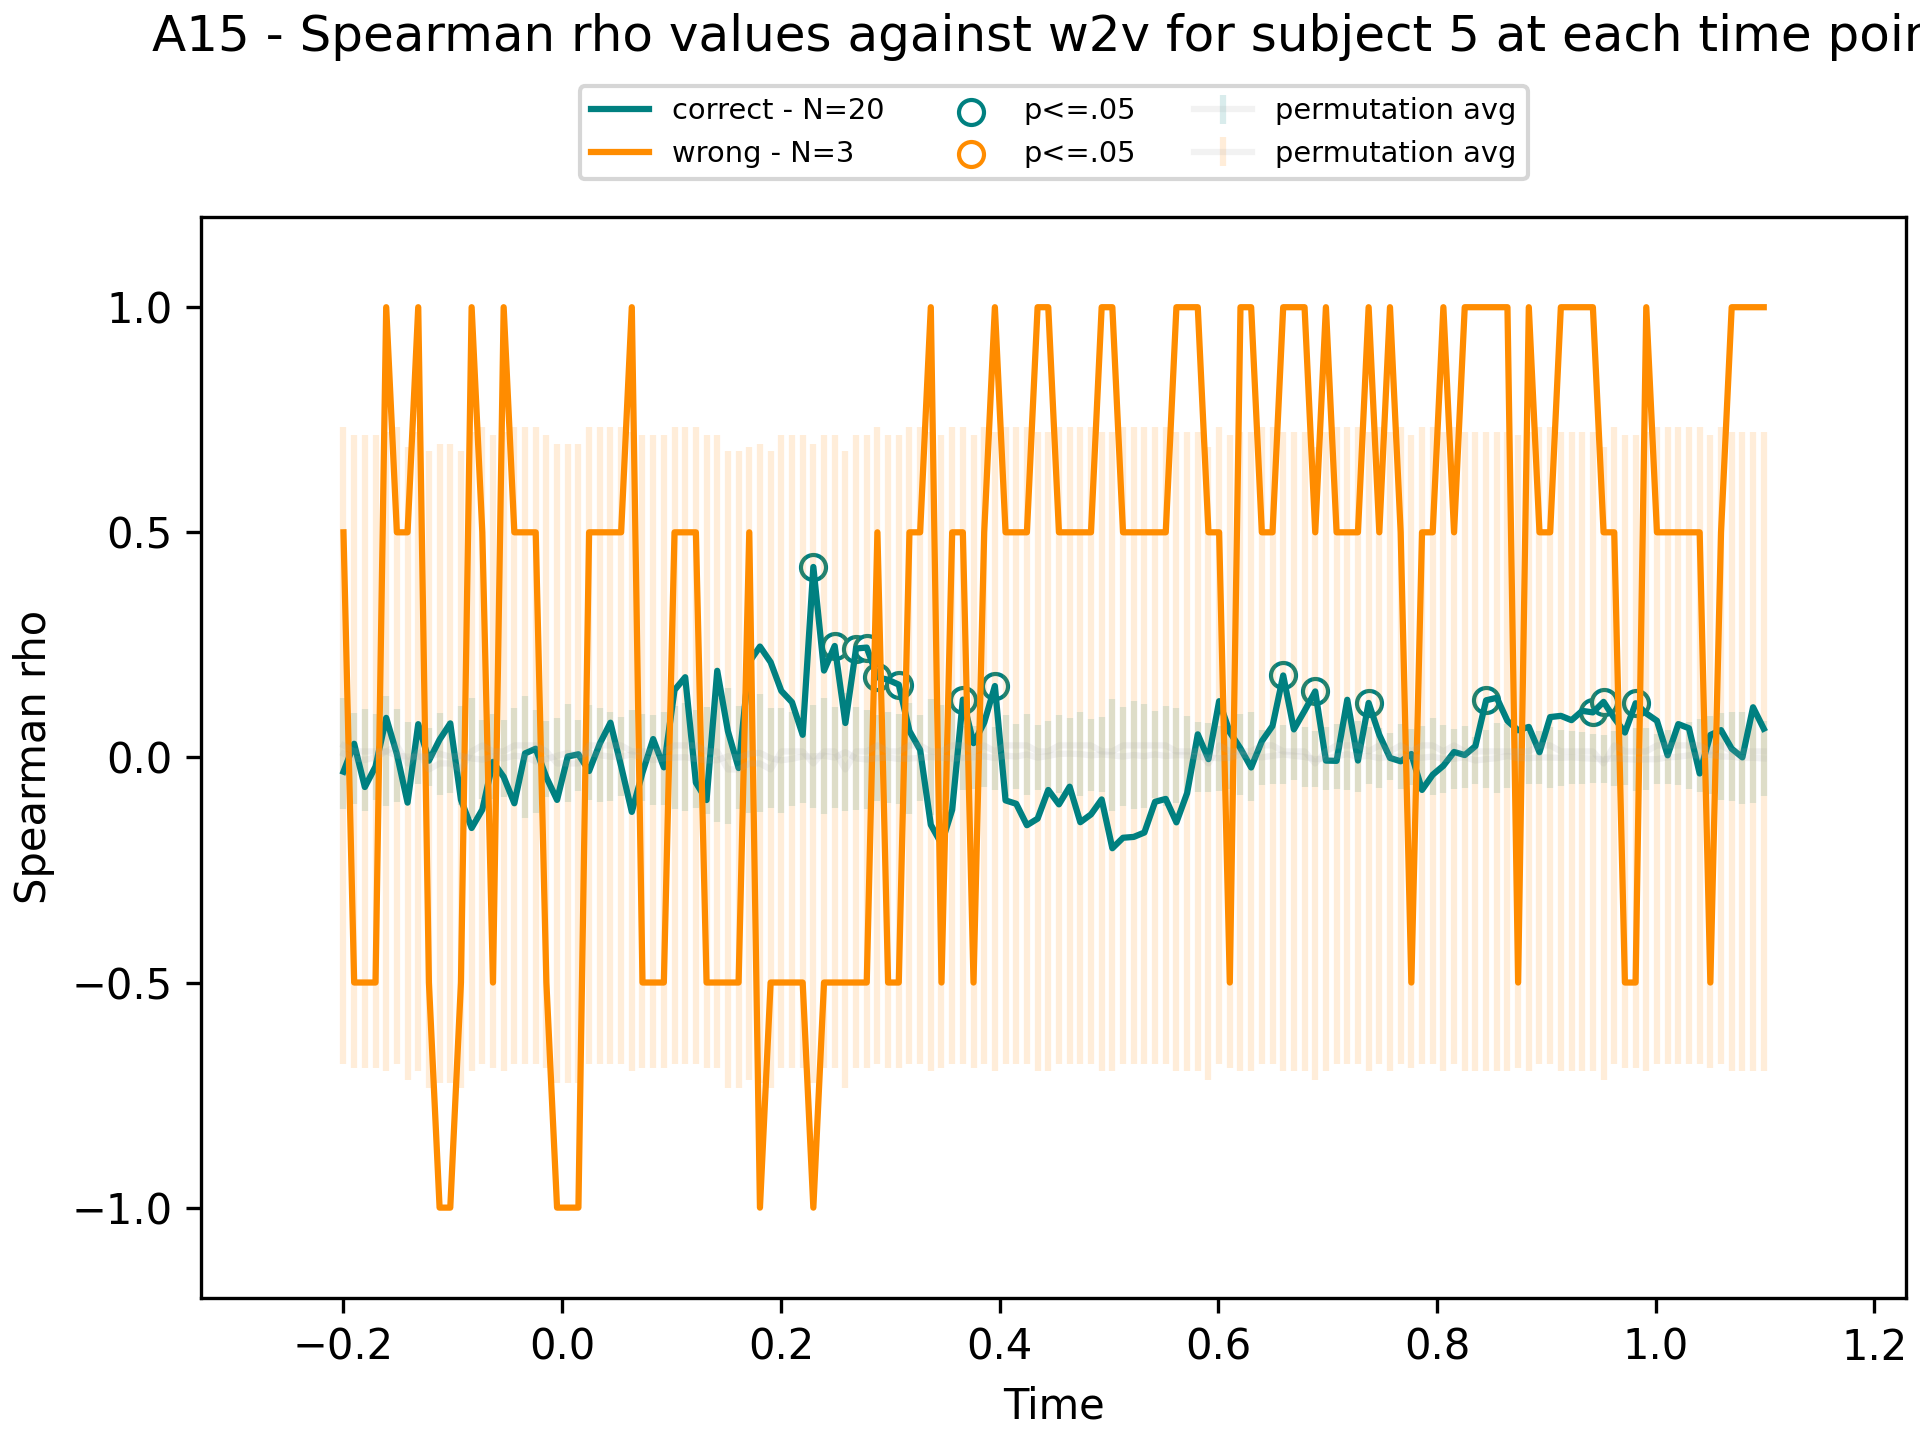 A15 - Spearman rho values against w2v for subject 5 at each time poin
correct - N=20 p<=.05 permutation avg
wrong - N=3 p<=.05 permutation avg
Spearman rho
1.0
0.5
0.0
−0.5
−1.0
−0.2 0.0 0.2 0.4 0.6 0.8 1.0 1.2
Time